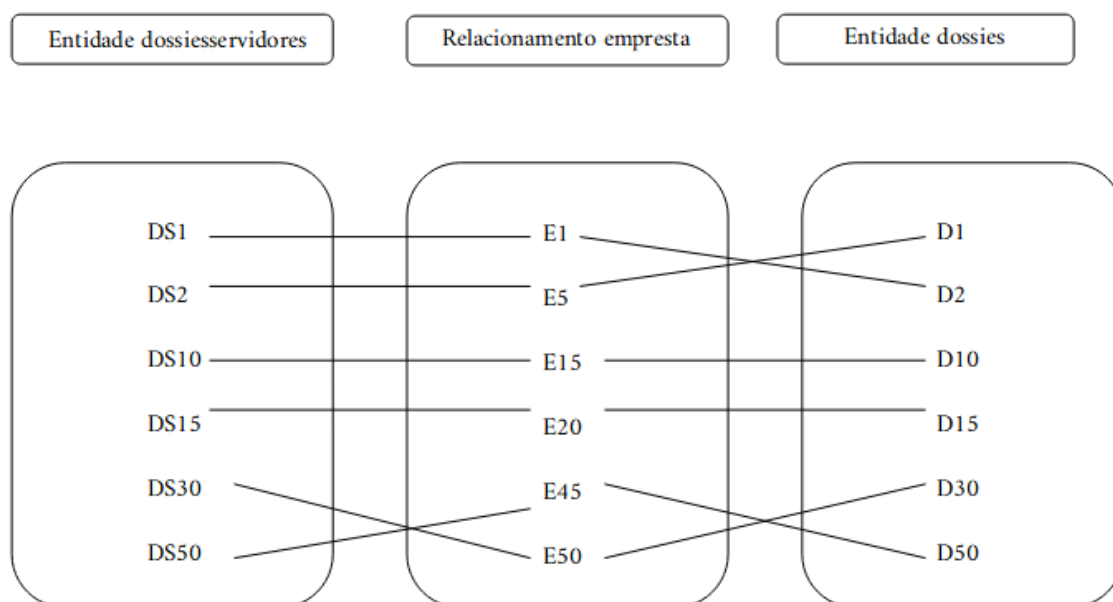 Entidade dossiesservidores Relacionamento empresta Entidade dossies
DS1 E1 D1
DS2 E5 D2
DS10 E15 D10
DS15 E20 D15
DS30 E45 D30
DS50 E50 D50